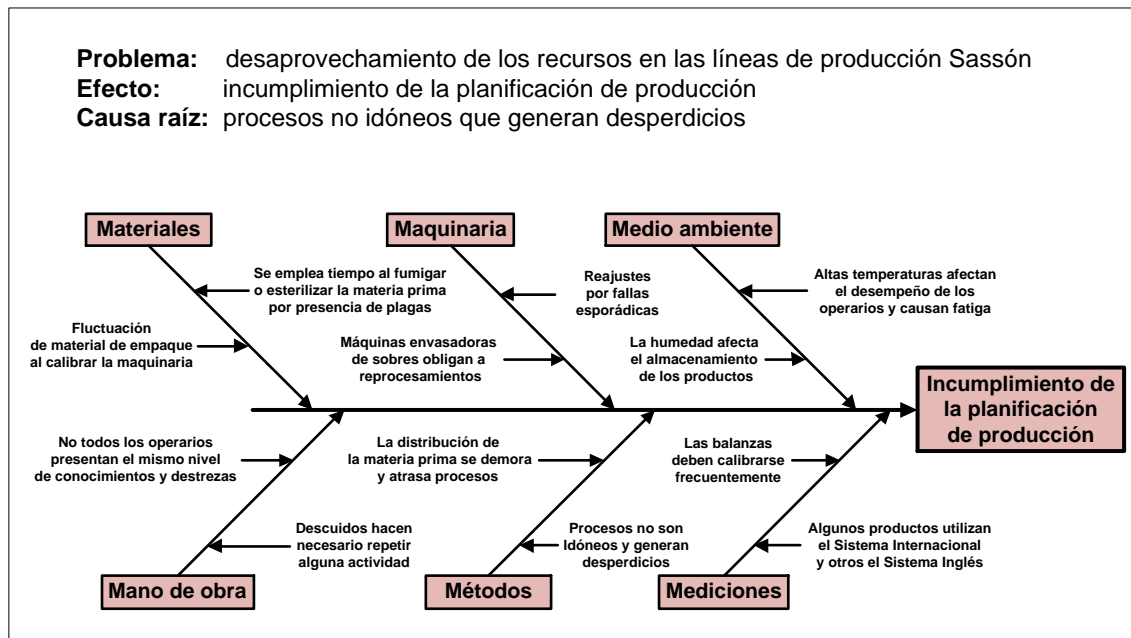 Problema: desaprovechamiento de los recursos en las líneas de producción Sassón
Efecto: incumplimiento de la planificación de producción
Causa raíz: procesos no idóneos que generan desperdicios
Materiales
Maquinaria
Medio ambiente
Se emplea tiempo al fumigar
o esterilizar la materia prima
por presencia de plagas
Reajustes
por fallas
esporádicas
Altas temperaturas afectan
el desempeño de los
operarios y causan fatiga
Fluctuación
de material de empaque
al calibrar la maquinaria
Máquinas envasadoras
de sobres obligan a
reprocesamientos
La humedad afecta
el almacenamiento
de los productos
Incumplimiento de
la planificación
de producción
No todos los operarios
presentan el mismo nivel
de conocimientos y destrezas
La distribución de
la materia prima se demora
y atrasa procesos
Las balanzas
deben calibrarse
frecuentemente
Descuidos hacen
necesario repetir
alguna actividad
Procesos no son
Idóneos y generan
desperdicios
Algunos productos utilizan
el Sistema Internacional
y otros el Sistema Inglés
Mano de obra
Métodos
Mediciones